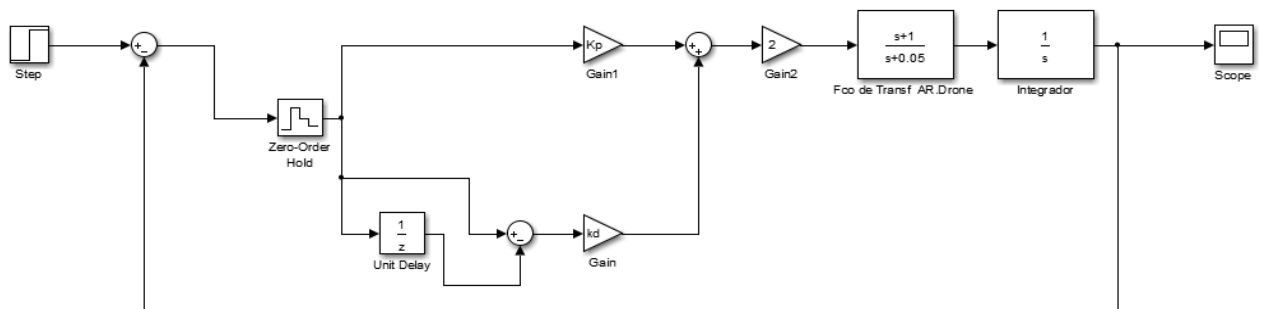 Step
+
−
Zero-Order
Hold
1
z
Unit Delay
+
−
Kp
Gain1
kd
Gain
+
+
2
Gain2
s+1
s+0.05
Fco de Transf AR.Drone
1
s
Integrador
Scope